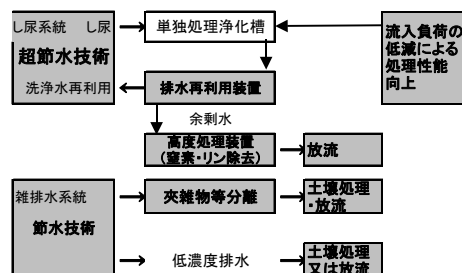 し尿系統 し尿
超節水技術
洗浄水再利用
単独処理浄化槽
排水再利用装置
流入負荷の
低減による
処理性能
向上
余剰水
高度処理装置
(窒素・リン除去)
放流
雑排水系統
節水技術
夾雑物等分離
土壌処理
・放流
低濃度排水
土壌処理
又は放流